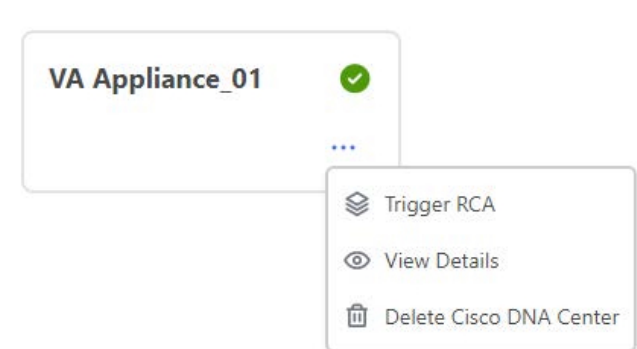 VA Appliance_01
...
Trigger RCA
View Details
Delete Cisco DNA Center